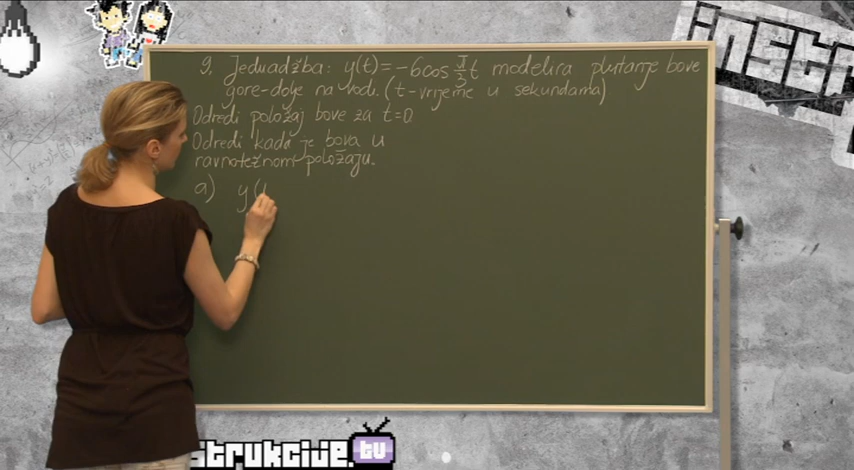 9. Jednadžba: y(t) = -6cos π/3 t modelira plutanje bove
gore-dolje na vodi. (t-vrijeme u sekundama)
Odredi položaj bove za t=0
Odredi kada je bova u
ravnotežnom položaju.
a) y(
strukcije.tv